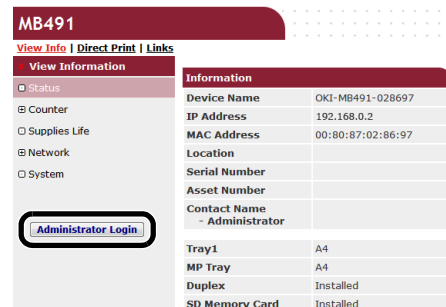 MB491
View Info | Direct Print | Links
View Information
Status
Counter
Supplies Life
Network
System
Administrator Login
Information
Device Name OKI-MB491-028697
IP Address 192.168.0.2
MAC Address 00:80:87:02:86:97
Location
Serial Number
Asset Number
Contact Name
- Administrator
Tray1 A4
MP Tray A4
Duplex Installed
SD Memory Card Installed